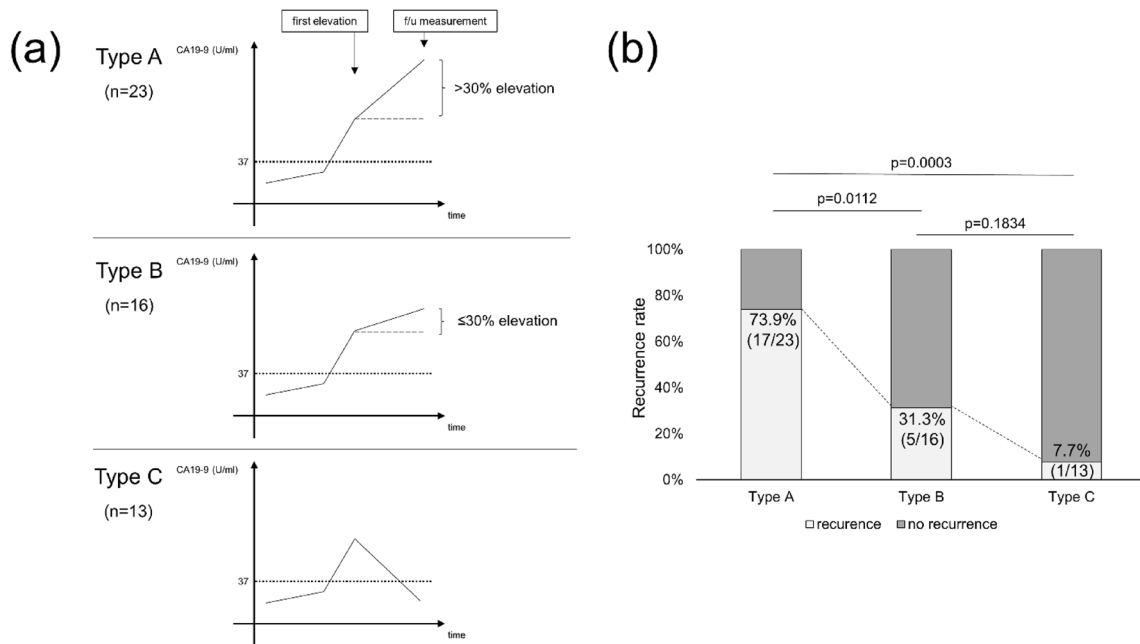 (a)
first elevation
f/u measurement
Type A
(n=23)
CA19-9 (U/ml)
>30% elevation
37
time
Type B
(n=16)
CA19-9 (U/ml)
≤30% elevation
37
time
Type C
(n=13)
CA19-9 (U/ml)
37
time
(b)
p=0.0003
p=0.0112
p=0.1834
Recurrence rate
100%
80%
60%
40%
20%
0%
73.9%
(17/23)
31.3%
(5/16)
7.7%
(1/13)
Type A
Type B
Type C
recurence
no recurrence